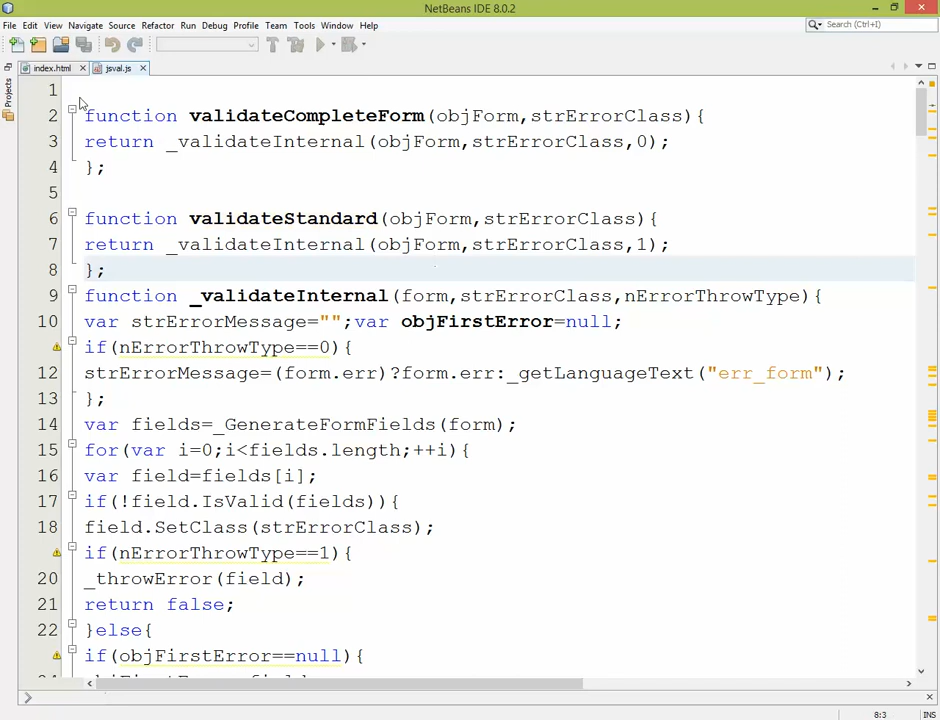 NetBeans IDE 8.0.2
File Edit View Navigate Source Refactor Run Debug Profile Team Tools Window Help
Search (Ctrl+I)
index.html jsval.js
Projects
1
2 function validateCompleteForm(objForm,strErrorClass){
3 return _validateInternal(objForm,strErrorClass,0);
4 };
5
6 function validateStandard(objForm,strErrorClass){
7 return _validateInternal(objForm,strErrorClass,1);
8 };
9 function _validateInternal(form,strErrorClass,nErrorThrowType){
10 var strErrorMessage="";var objFirstError=null;
if(nErrorThrowType==0){
12 strErrorMessage=(form.err)?form.err:_getLanguageText("err_form");
13 };
14 var fields=_GenerateFormFields(form);
15 for(var i=0;i<fields.length;++i){
16 var field=fields[i];
17 if(!field.IsValid(fields)){
18 field.SetClass(strErrorClass);
if(nErrorThrowType==1){
20 _throwError(field);
21 return false;
22 }else{
if(objFirstError==null){
8:3 INS